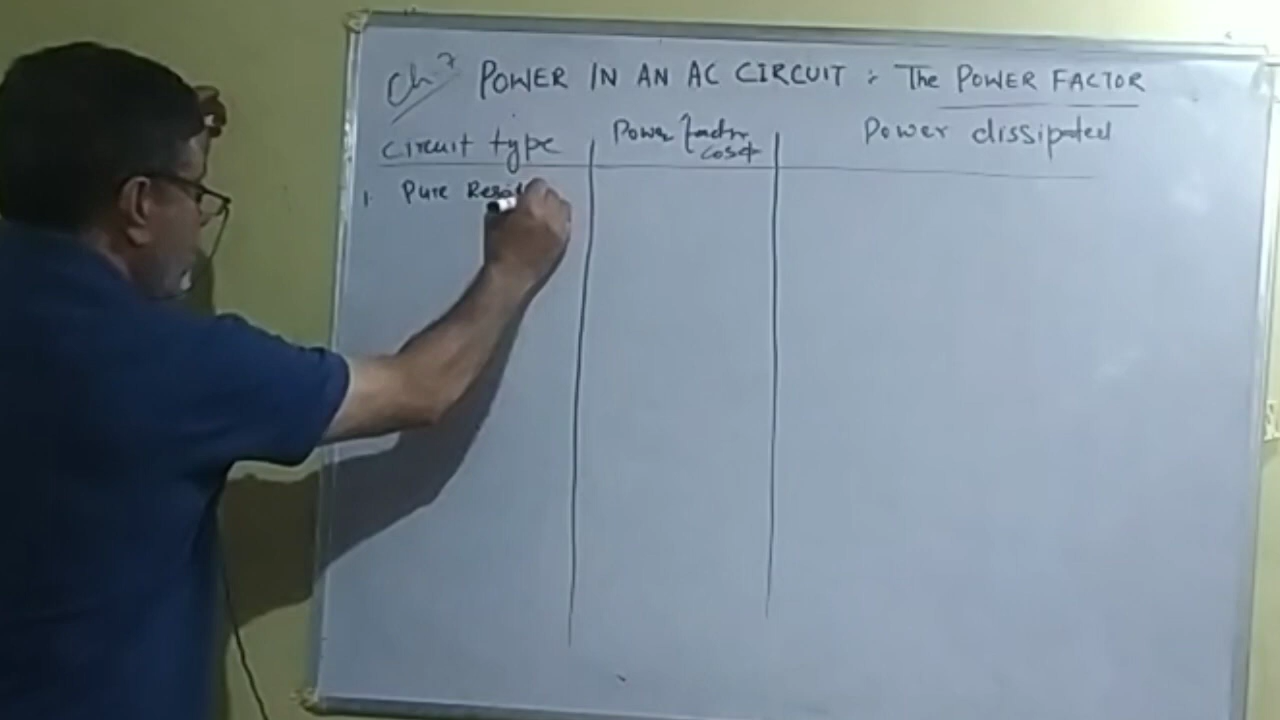 Ch 7 POWER IN AN AC CIRCUIT : The POWER FACTOR
Circuit type
Power factor
cosϕ
Power dissipated
1. Pure